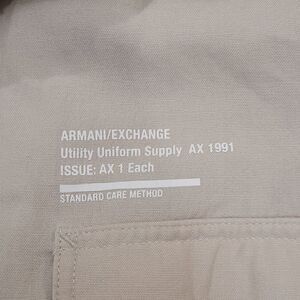 ARMANI/EXCHANGE
Utility Uniform Supply AX 1991
ISSUE: AX 1 Each
STANDARD CARE METHOD